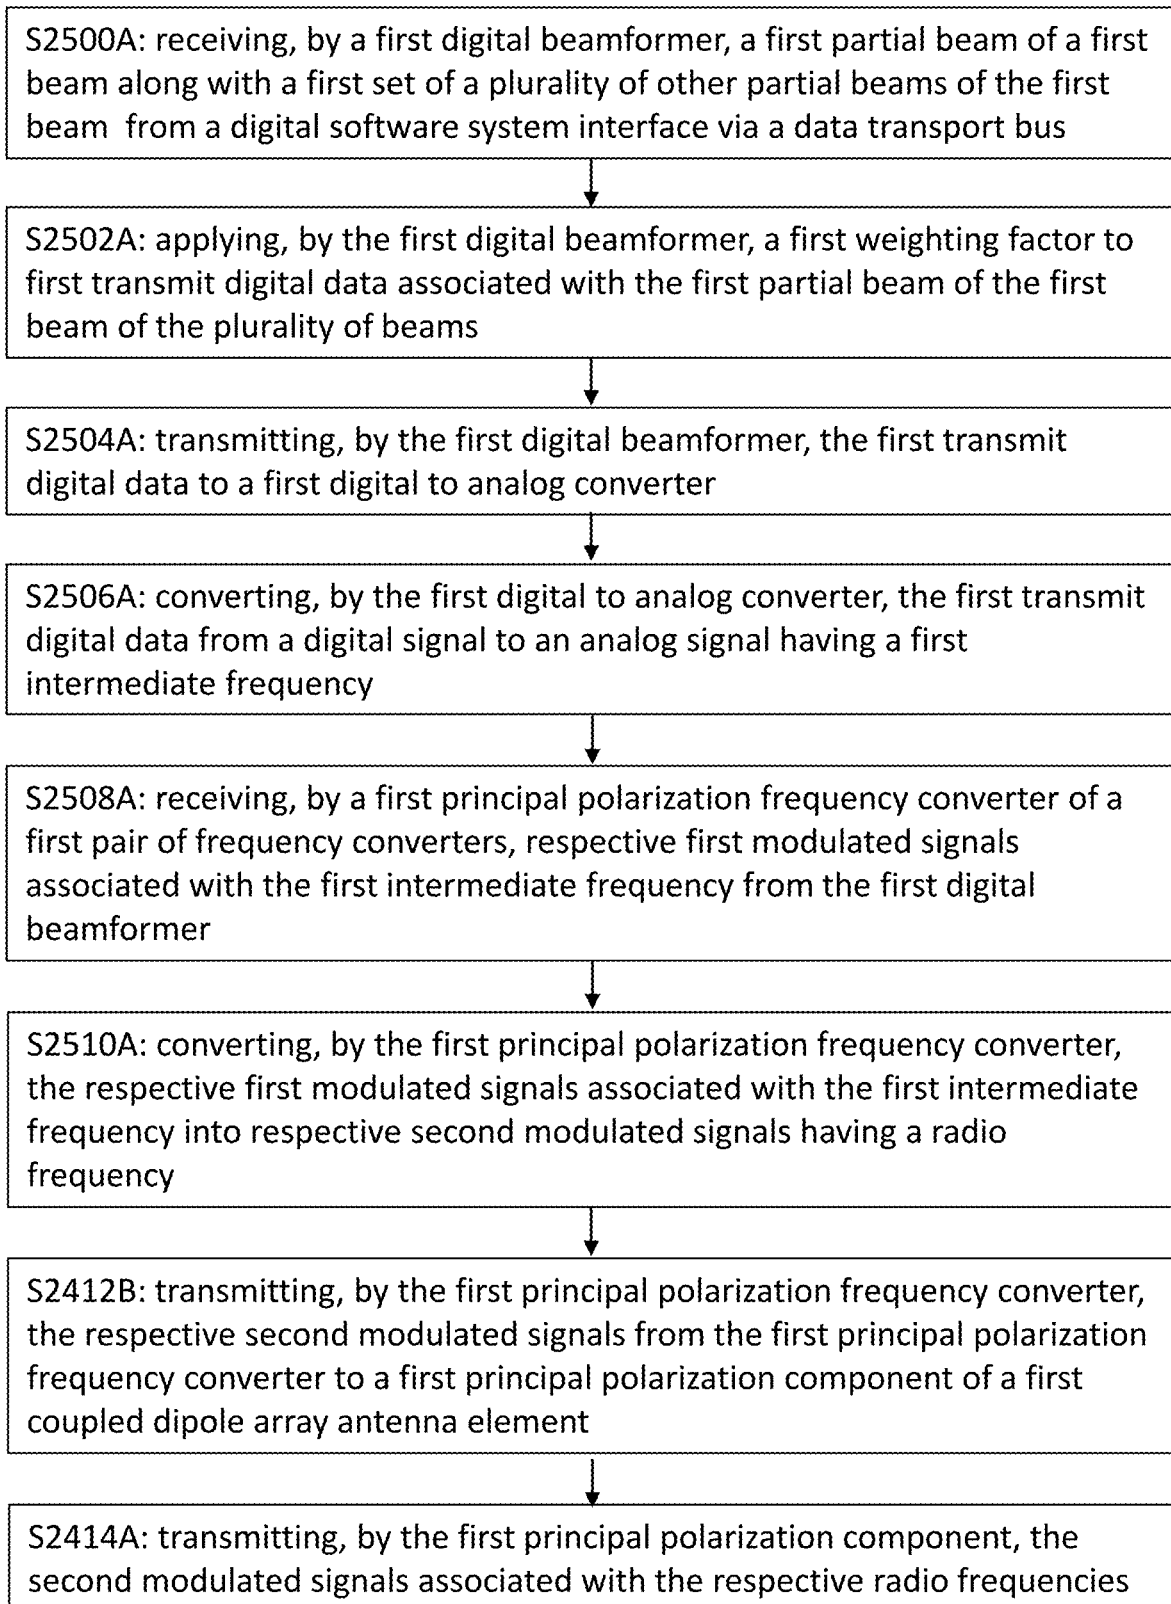 S2500A: receiving, by a first digital beamformer, a first partial beam of a first
beam along with a first set of a plurality of other partial beams of the first
beam from a digital software system interface via a data transport bus
S2502A: applying, by the first digital beamformer, a first weighting factor to
first transmit digital data associated with the first partial beam of the first
beam of the plurality of beams
S2504A: transmitting, by the first digital beamformer, the first transmit
digital data to a first digital to analog converter
S2506A: converting, by the first digital to analog converter, the first transmit
digital data from a digital signal to an analog signal having a first
intermediate frequency
S2508A: receiving, by a first principal polarization frequency converter of a
first pair of frequency converters, respective first modulated signals
associated with the first intermediate frequency from the first digital
beamformer
S2510A: converting, by the first principal polarization frequency converter,
the respective first modulated signals associated with the first intermediate
frequency into respective second modulated signals having a radio
frequency
S2412B: transmitting, by the first principal polarization frequency converter,
the respective second modulated signals from the first principal polarization
frequency converter to a first principal polarization component of a first
coupled dipole array antenna element
S2414A: transmitting, by the first principal polarization component, the
second modulated signals associated with the respective radio frequencies